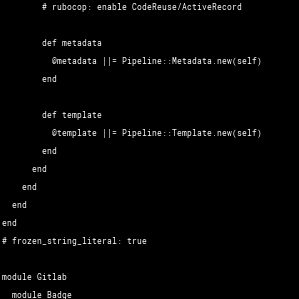 # rubocop: enable CodeReuse/ActiveRecord
def metadata
@metadata ||= Pipeline::Metadata.new(self)
end
def template
@template ||= Pipeline::Template.new(self)
end
end
end
end
end
# frozen_string_literal: true
module Gitlab
module Badge